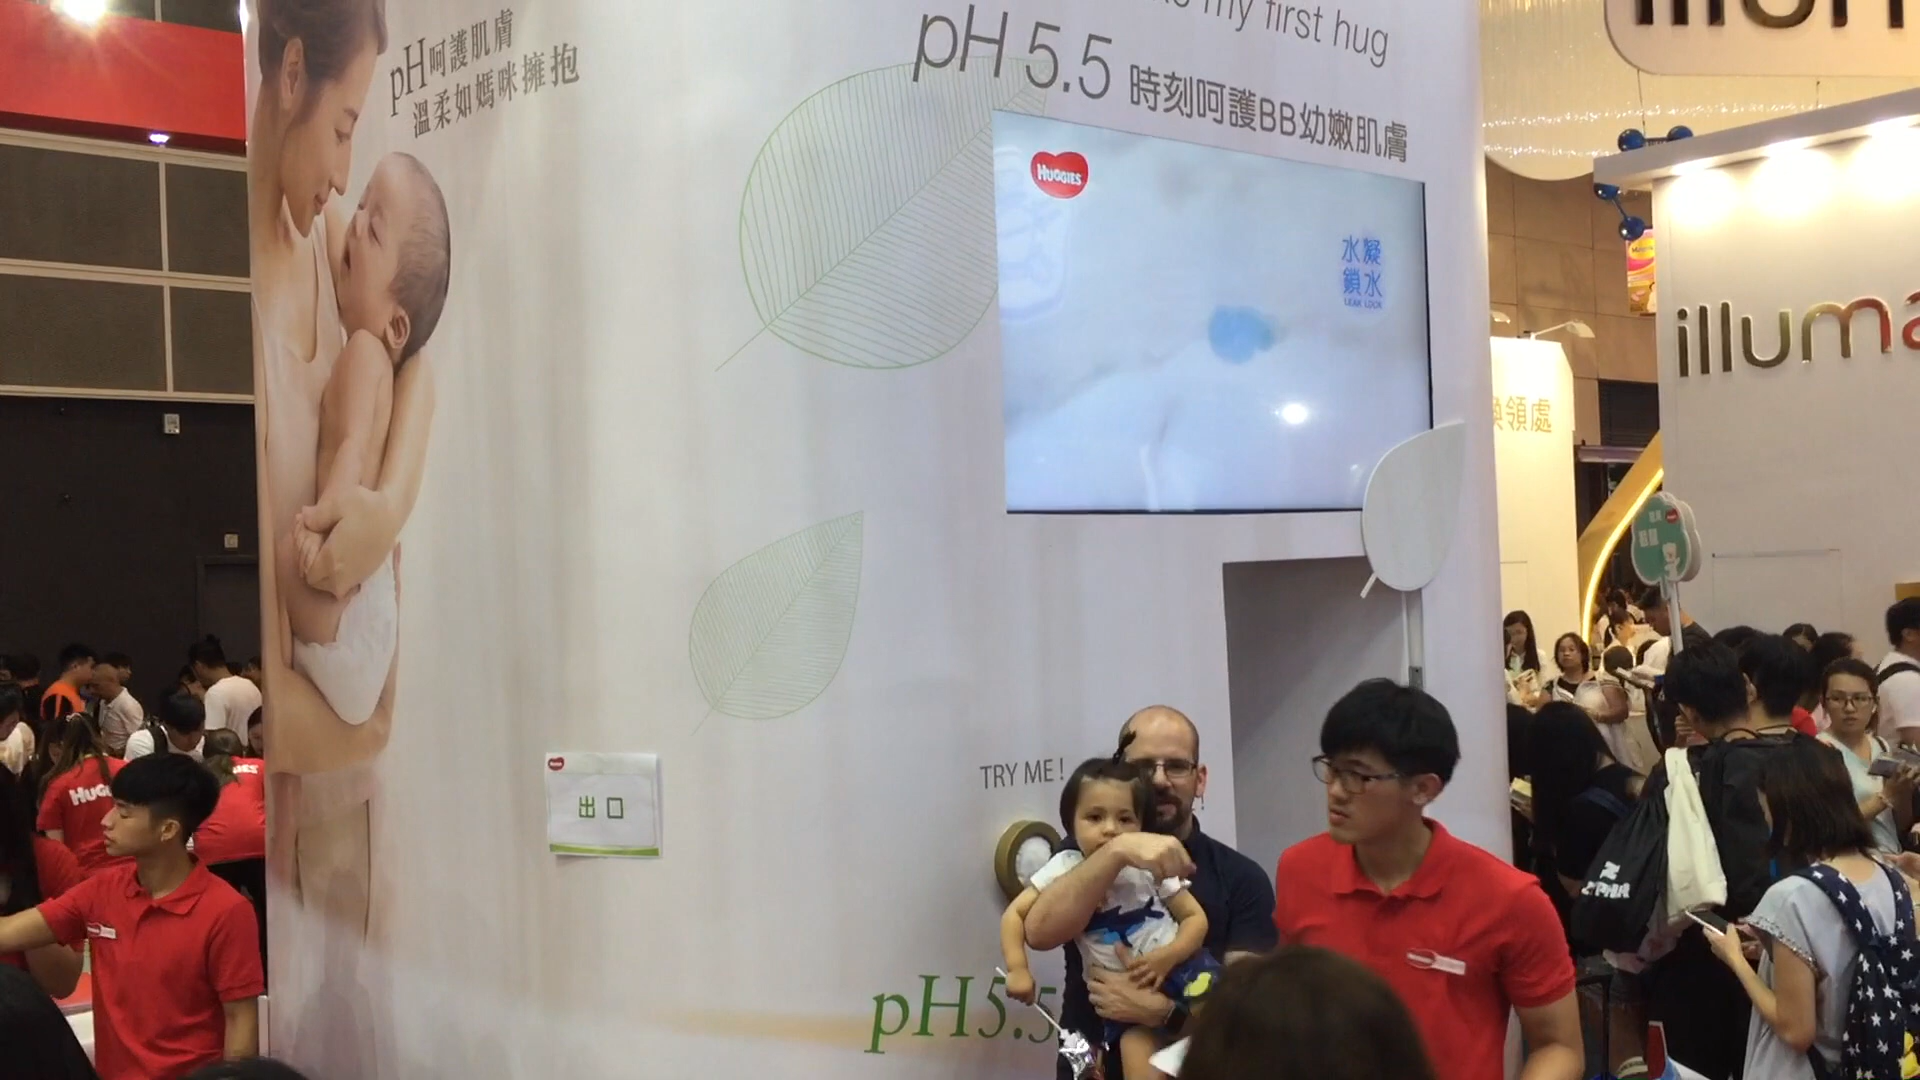 pH呵護肌膚
溫柔如媽咪擁抱
my first hug
pH 5.5 時刻呵護BB幼嫩肌膚
HUGGIES
水凝
鎖水
LEAK LOCK
illuma
領處
出口
TRY ME!
pH5.5